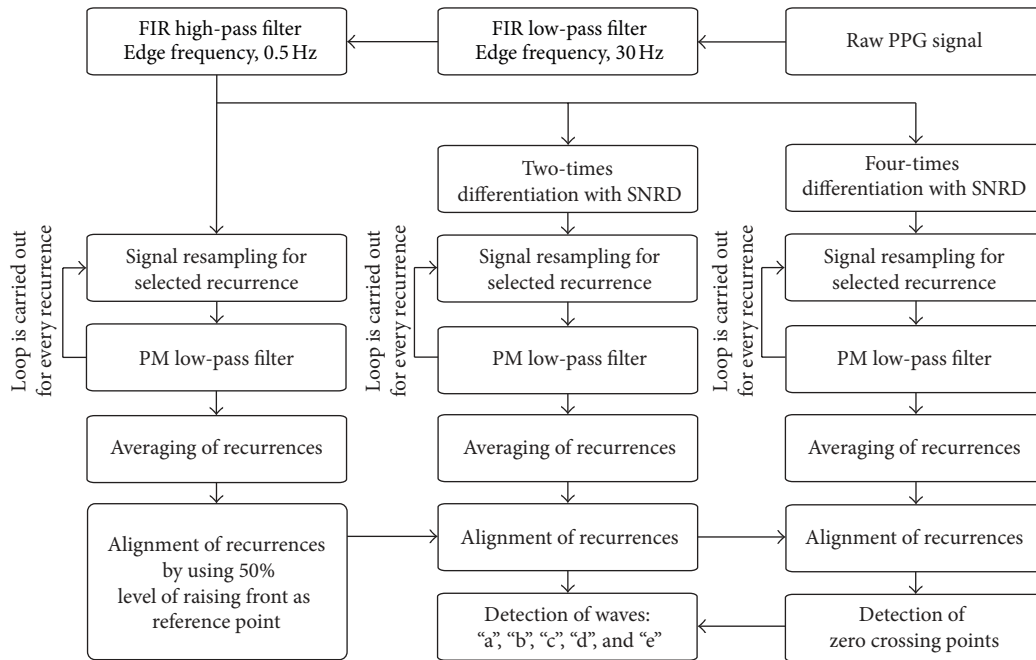 FIR high-pass filter
Edge frequency, 0.5 Hz
FIR low-pass filter
Edge frequency, 30 Hz
Raw PPG signal
Two-times
differentiation with SNRD
Four-times
differentiation with SNRD
Loop is carried out
for every recurrence
Signal resampling for
selected recurrence
Loop is carried out
for every recurrence
Signal resampling for
selected recurrence
Loop is carried out
for every recurrence
Signal resampling for
selected recurrence
PM low-pass filter
PM low-pass filter
PM low-pass filter
Averaging of recurrences
Averaging of recurrences
Averaging of recurrences
Alignment of recurrences
by using 50%
level of raising front as
reference point
Alignment of recurrences
Alignment of recurrences
Detection of waves:
“a”, “b”, “c”, “d”, and “e”
Detection of
zero crossing points